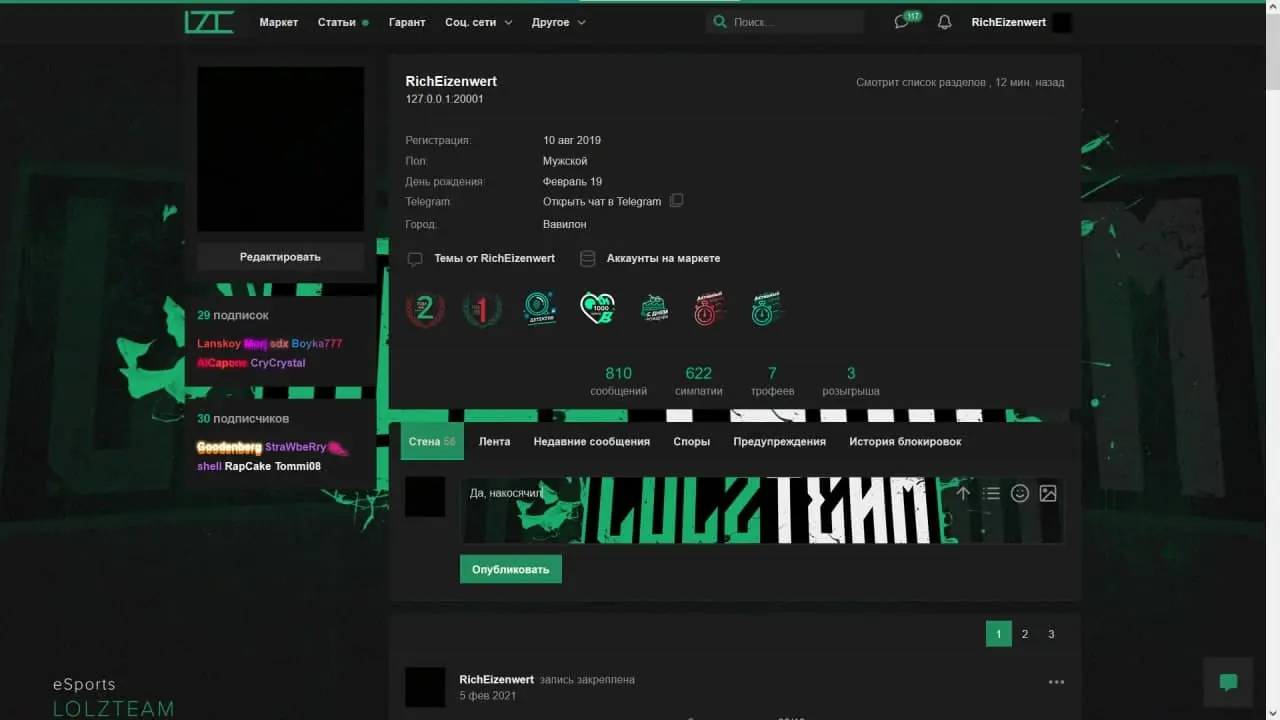 LZT Маркет Статьи Гарант Соц. сети Другое Поиск... 117 RichEizenwert
RichEizenwert
Смотрит список разделов , 12 мин. назад
127.0.0.1:20001
Регистрация: 10 авг 2019
Пол: Мужской
День рождения: Февраль 19
Telegram: Открыть чат в Telegram
Город: Вавилон
Редактировать
Темы от RichEizenwert Аккаунты на маркете
2 1 ДЕТЕКТИВ 1000 С ДНЕМ РОЖДЕНИЯ
29 подписок
Lanskoy Morj sdx Boyka777
AlCapone CryCrystal
810 622 7 3
сообщений симпатии трофеев розыгрыша
30 подписчиков
Goodenberg StraWbeRry
shell RapCake Tommi08
Стена 56 Лента Недавние сообщения Споры Предупреждения История блокировок
Да, накосячил
LOLZTEAM
Опубликовать
1 2 3
RichEizenwert запись закреплена
5 фев 2021
eSports
LOLZTEAM